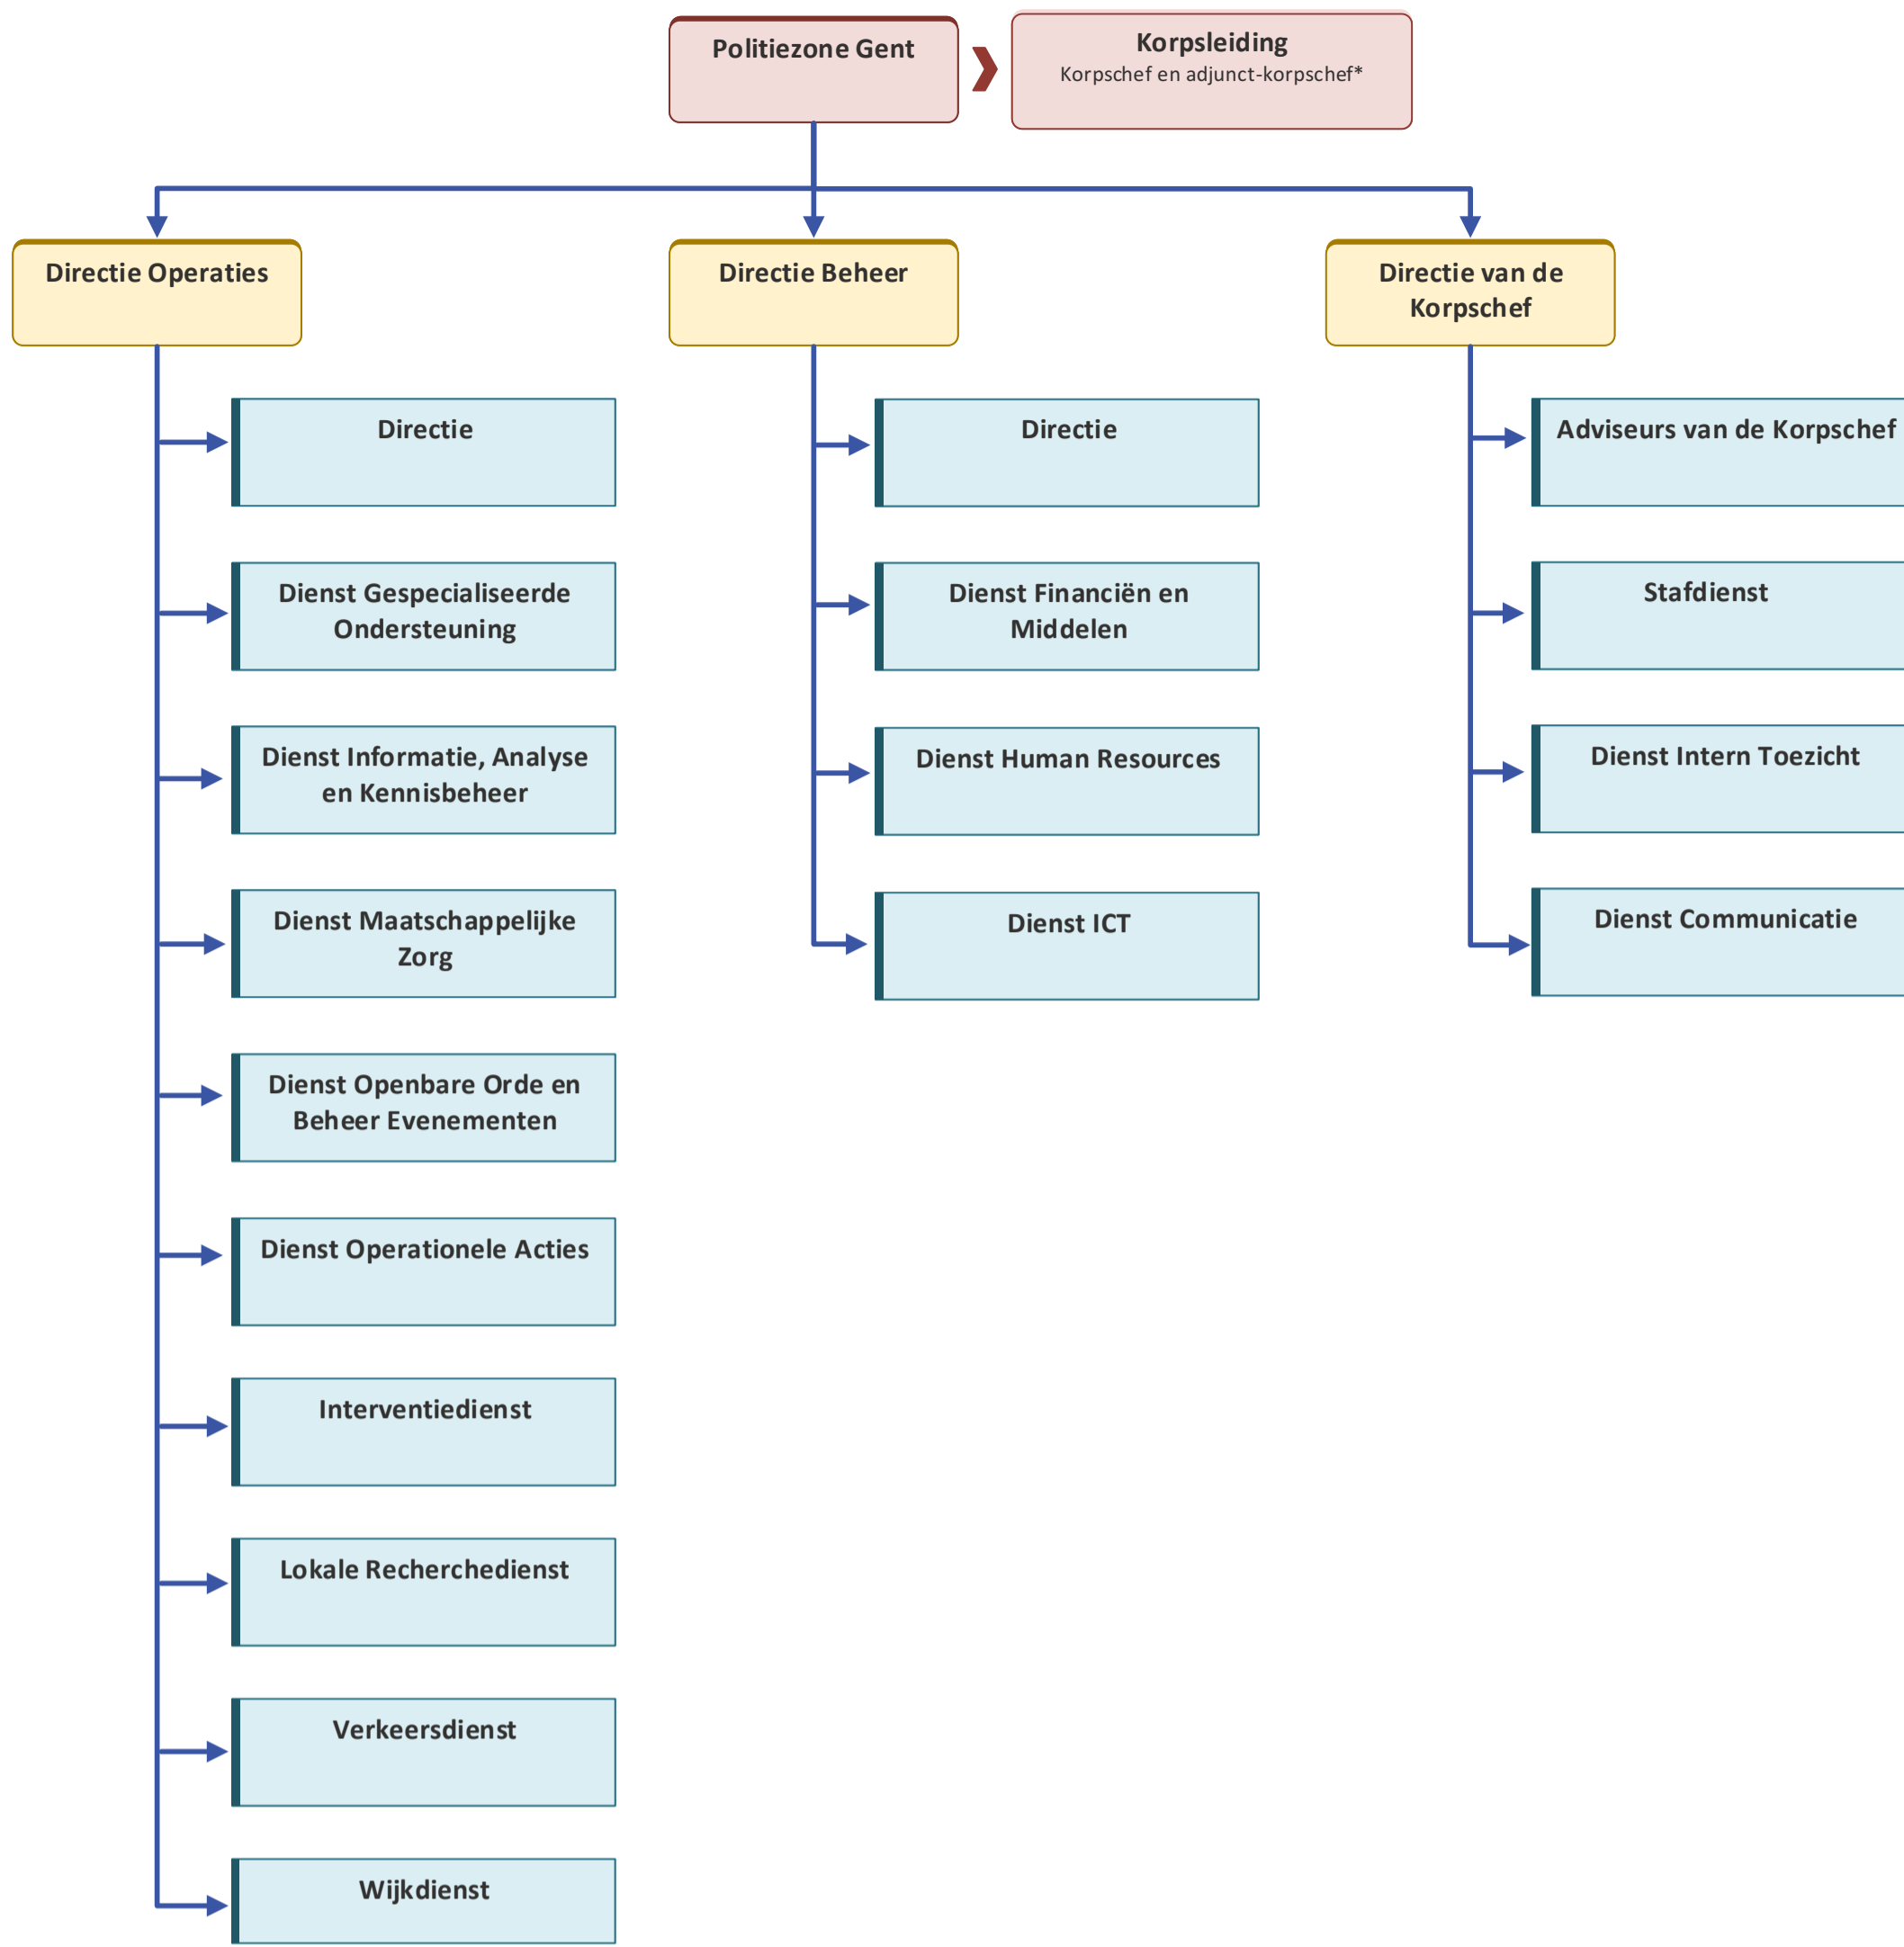 Politiezone Gent
Korpsleiding
Korpschef en adjunct-korpschef*
Directie Operaties
Directie
Dienst Gespecialiseerde
Ondersteuning
Dienst Informatie, Analyse
en Kennisbeheer
Dienst Maatschappelijke
Zorg
Dienst Openbare Orde en
Beheer Evenementen
Dienst Operationele Acties
Interventiedienst
Lokale Recherchedienst
Verkeersdienst
Wijkdienst
Directie Beheer
Directie
Dienst Financiën en
Middelen
Dienst Human Resources
Dienst ICT
Directie van de
Korpschef
Adviseurs van de Korpschef
Stafdienst
Dienst Intern Toezicht
Dienst Communicatie